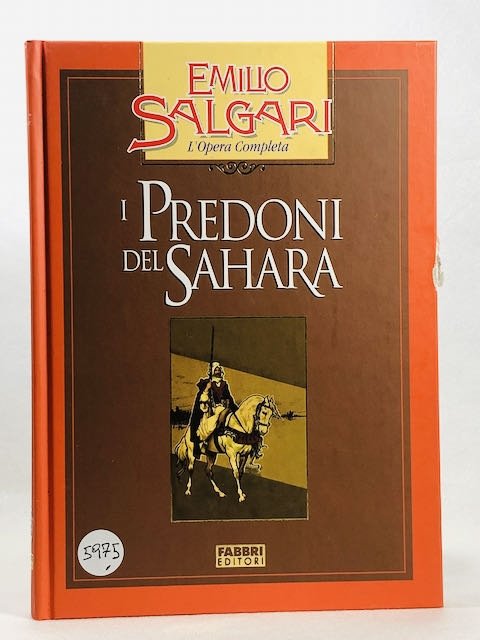 EMILIO
SALGARI
L'Opera Completa
I PREDONI
DEL SAHARA
5975
FABBRI
EDITORI